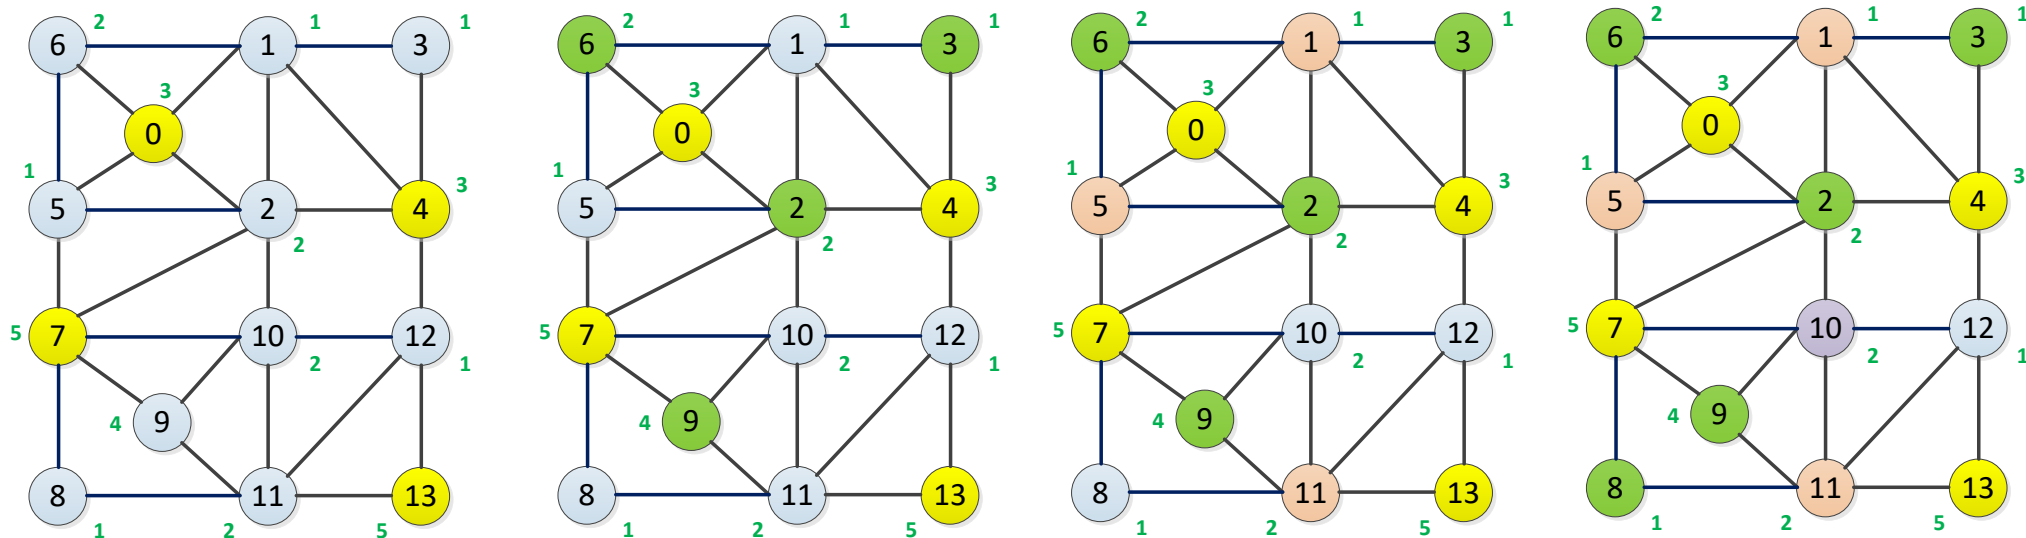 2 1 1 2 1 1 2 1 1 2 1 1
6 1 3 6 1 3 6 1 3 6 1 3
3 3 3 3
0 0 0 0
1 3 1 3 1 3 1 3
5 2 4 5 2 4 5 2 4 5 2 4
2 2 2 2
5 7 10 12 5 7 10 12 5 7 10 12 5 7 10 12
2 1 2 1 2 1 2 1
4 9 4 9 4 9 4 9
8 11 13 8 11 13 8 11 13 8 11 13
1 2 5 1 2 5 1 2 5 1 2 5